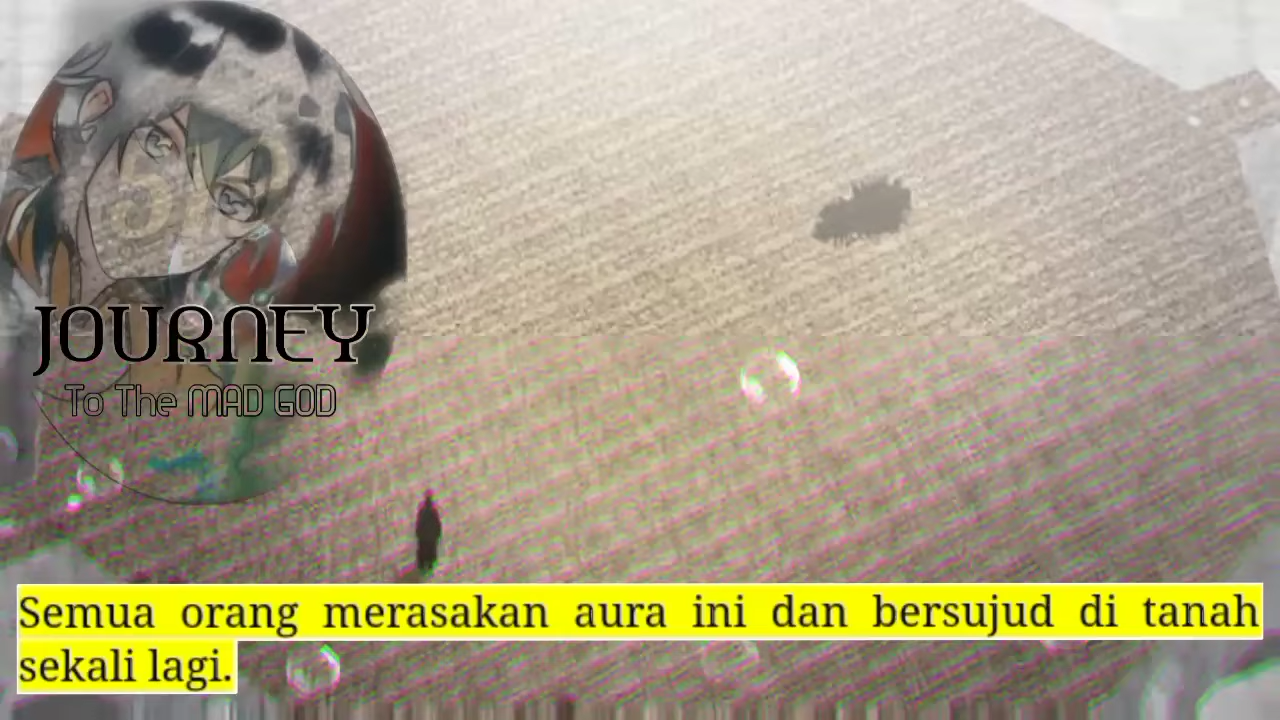 JOURNEY
To The MAD GOD
Semua orang merasakan aura ini dan bersujud di tanah
sekali lagi.